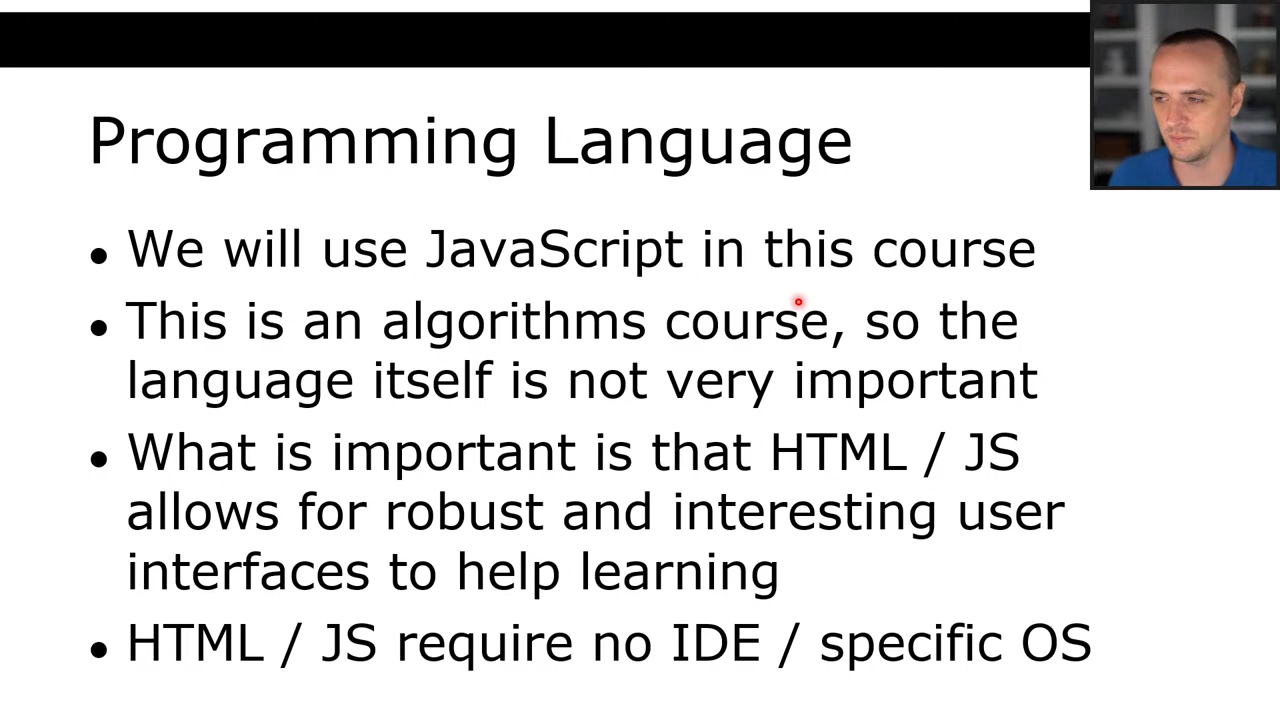 Programming Language
• We will use JavaScript in this course
• This is an algorithms course, so the
language itself is not very important
• What is important is that HTML / JS
allows for robust and interesting user
interfaces to help learning
• HTML / JS require no IDE / specific OS